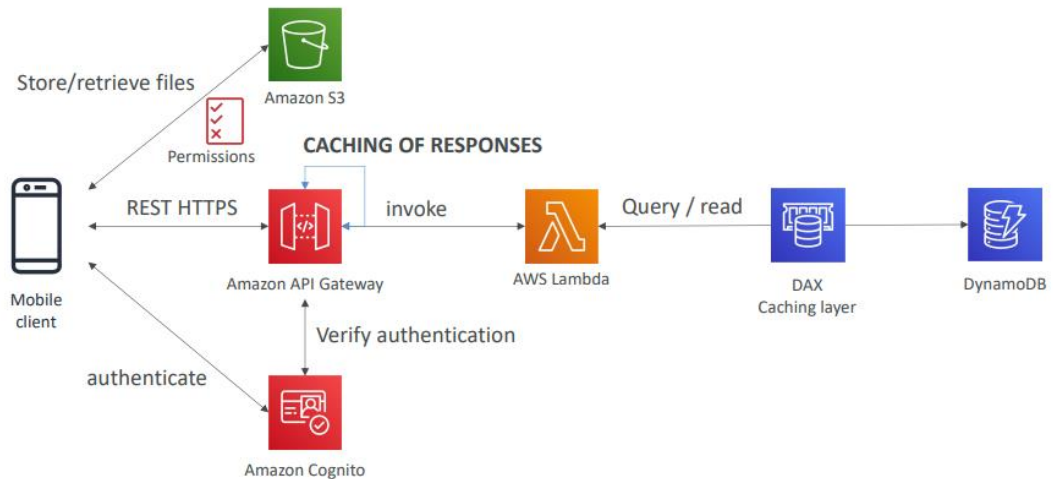 Store/retrieve files
Amazon S3
Permissions
CACHING OF RESPONSES
REST HTTPS
invoke
Query / read
Mobile
client
Amazon API Gateway
AWS Lambda
DAX
Caching layer
DynamoDB
Verify authentication
authenticate
Amazon Cognito